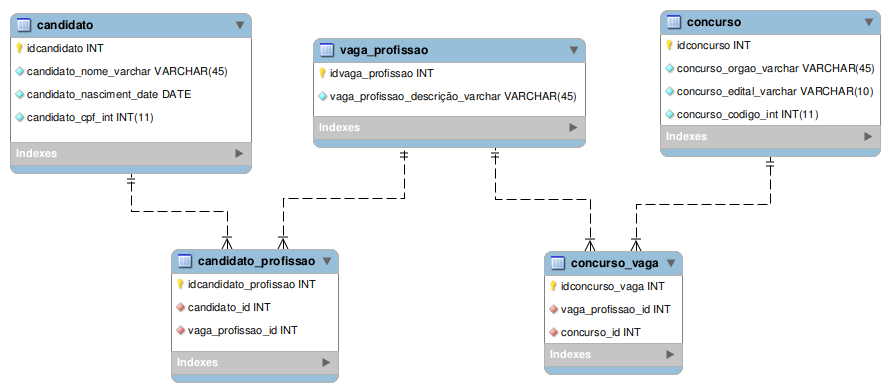 candidato
idcandidato INT
candidato_nome_varchar VARCHAR(45)
candidato_nasciment_date DATE
candidato_cpf_int INT(11)
Indexes
vaga_profissao
idvaga_profissao INT
vaga_profissao_descrição_varchar VARCHAR(45)
Indexes
concurso
idconcurso INT
concurso_orgao_varchar VARCHAR(45)
concurso_edital_varchar VARCHAR(10)
concurso_codigo_int INT(11)
Indexes
candidato_profissao
idcandidato_profissao INT
candidato_id INT
vaga_profissao_id INT
Indexes
concurso_vaga
idconcurso_vaga INT
vaga_profissao_id INT
concurso_id INT
Indexes